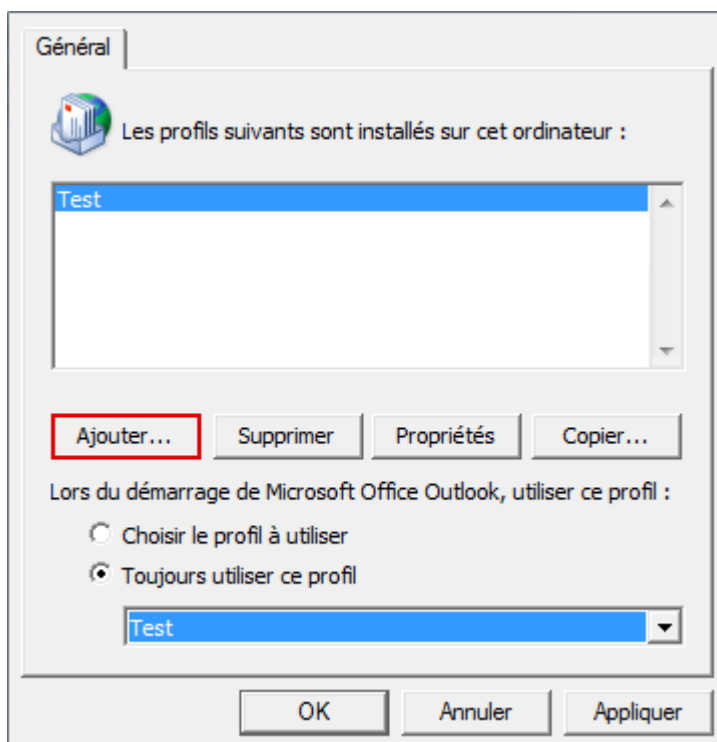 Général
Les profils suivants sont installés sur cet ordinateur :
Test
Ajouter... Supprimer Propriétés Copier...
Lors du démarrage de Microsoft Office Outlook, utiliser ce profil :
Choisir le profil à utiliser
Toujours utiliser ce profil
Test
OK Annuler Appliquer